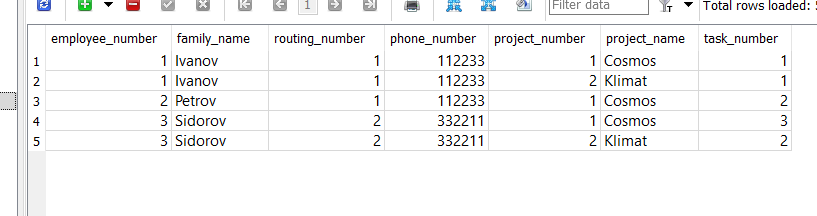 1 Filter data Total rows loaded:
employee_number family_name routing_number phone_number project_number project_name task_number
1 1 Ivanov 1 112233 1 Cosmos 1
2 1 Ivanov 1 112233 2 Klimat 1
3 2 Petrov 1 112233 1 Cosmos 2
4 3 Sidorov 2 332211 1 Cosmos 3
5 3 Sidorov 2 332211 2 Klimat 2